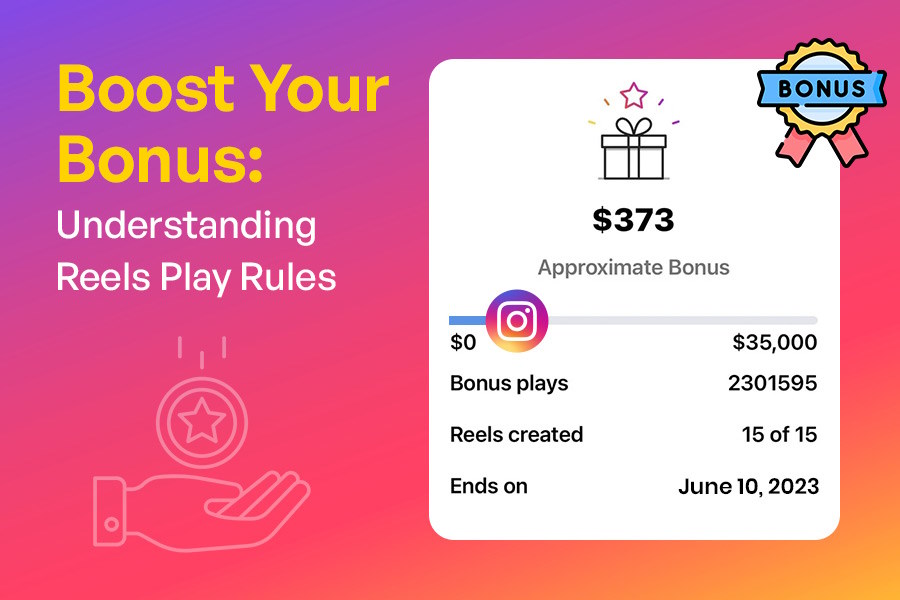 Boost Your
Bonus:
Understanding
Reels Play Rules
BONUS
$373
Approximate Bonus
$0 $35,000
Bonus plays 2301595
Reels created 15 of 15
Ends on June 10, 2023